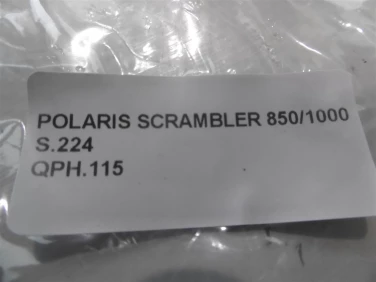 POLARIS SCRAMBLER 850/1000
S.224
QPH.115